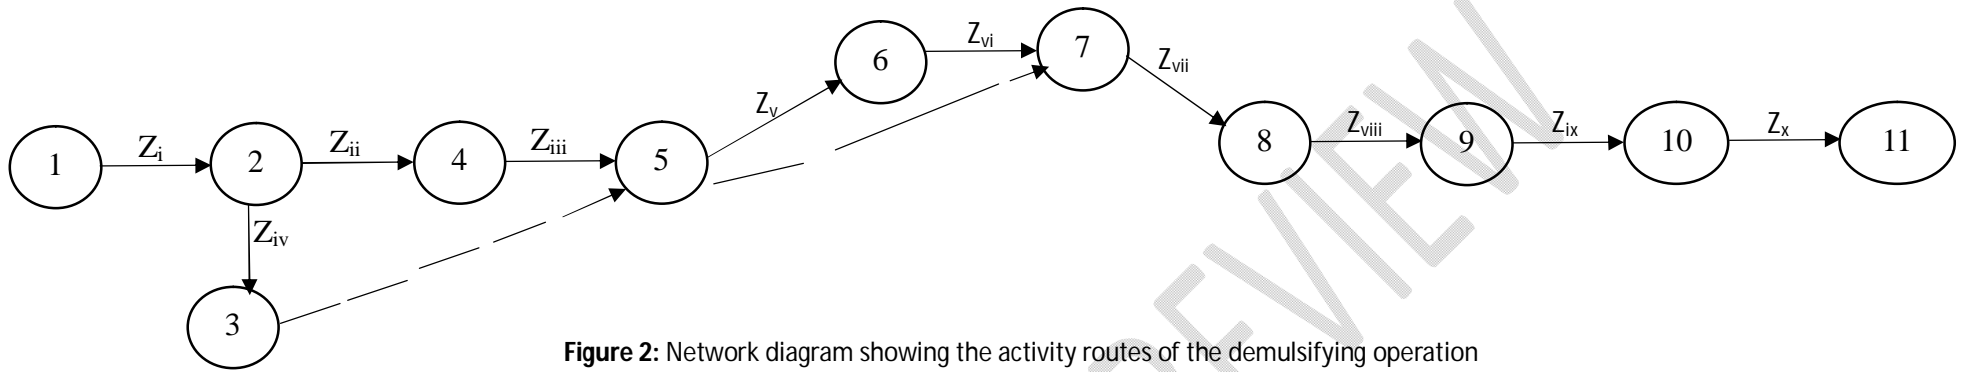 Z_vi
6
7
Z_vii
Z_v
Z_i
Z_ii
Z_iii
Z_viii
Z_ix
Z_x
1
2
4
5
8
9
10
11
Z_iv
3
Figure 2: Network diagram showing the activity routes of the demulsifying operation